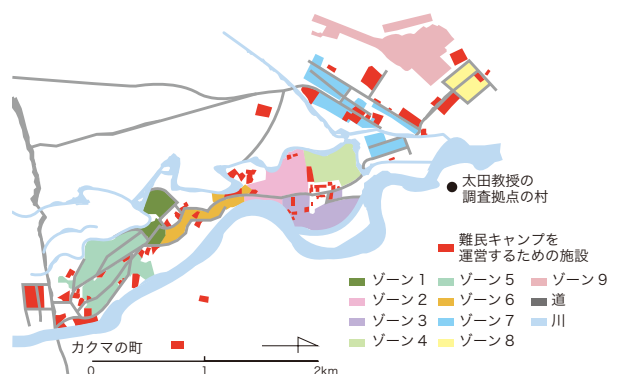 太田教授の
調査拠点の村
難民キャンプを
運営するための施設
ゾーン1 ゾーン5 ゾーン9
ゾーン2 ゾーン6 道
ゾーン3 ゾーン7 川
ゾーン4 ゾーン8
カクマの町
0 1 2km